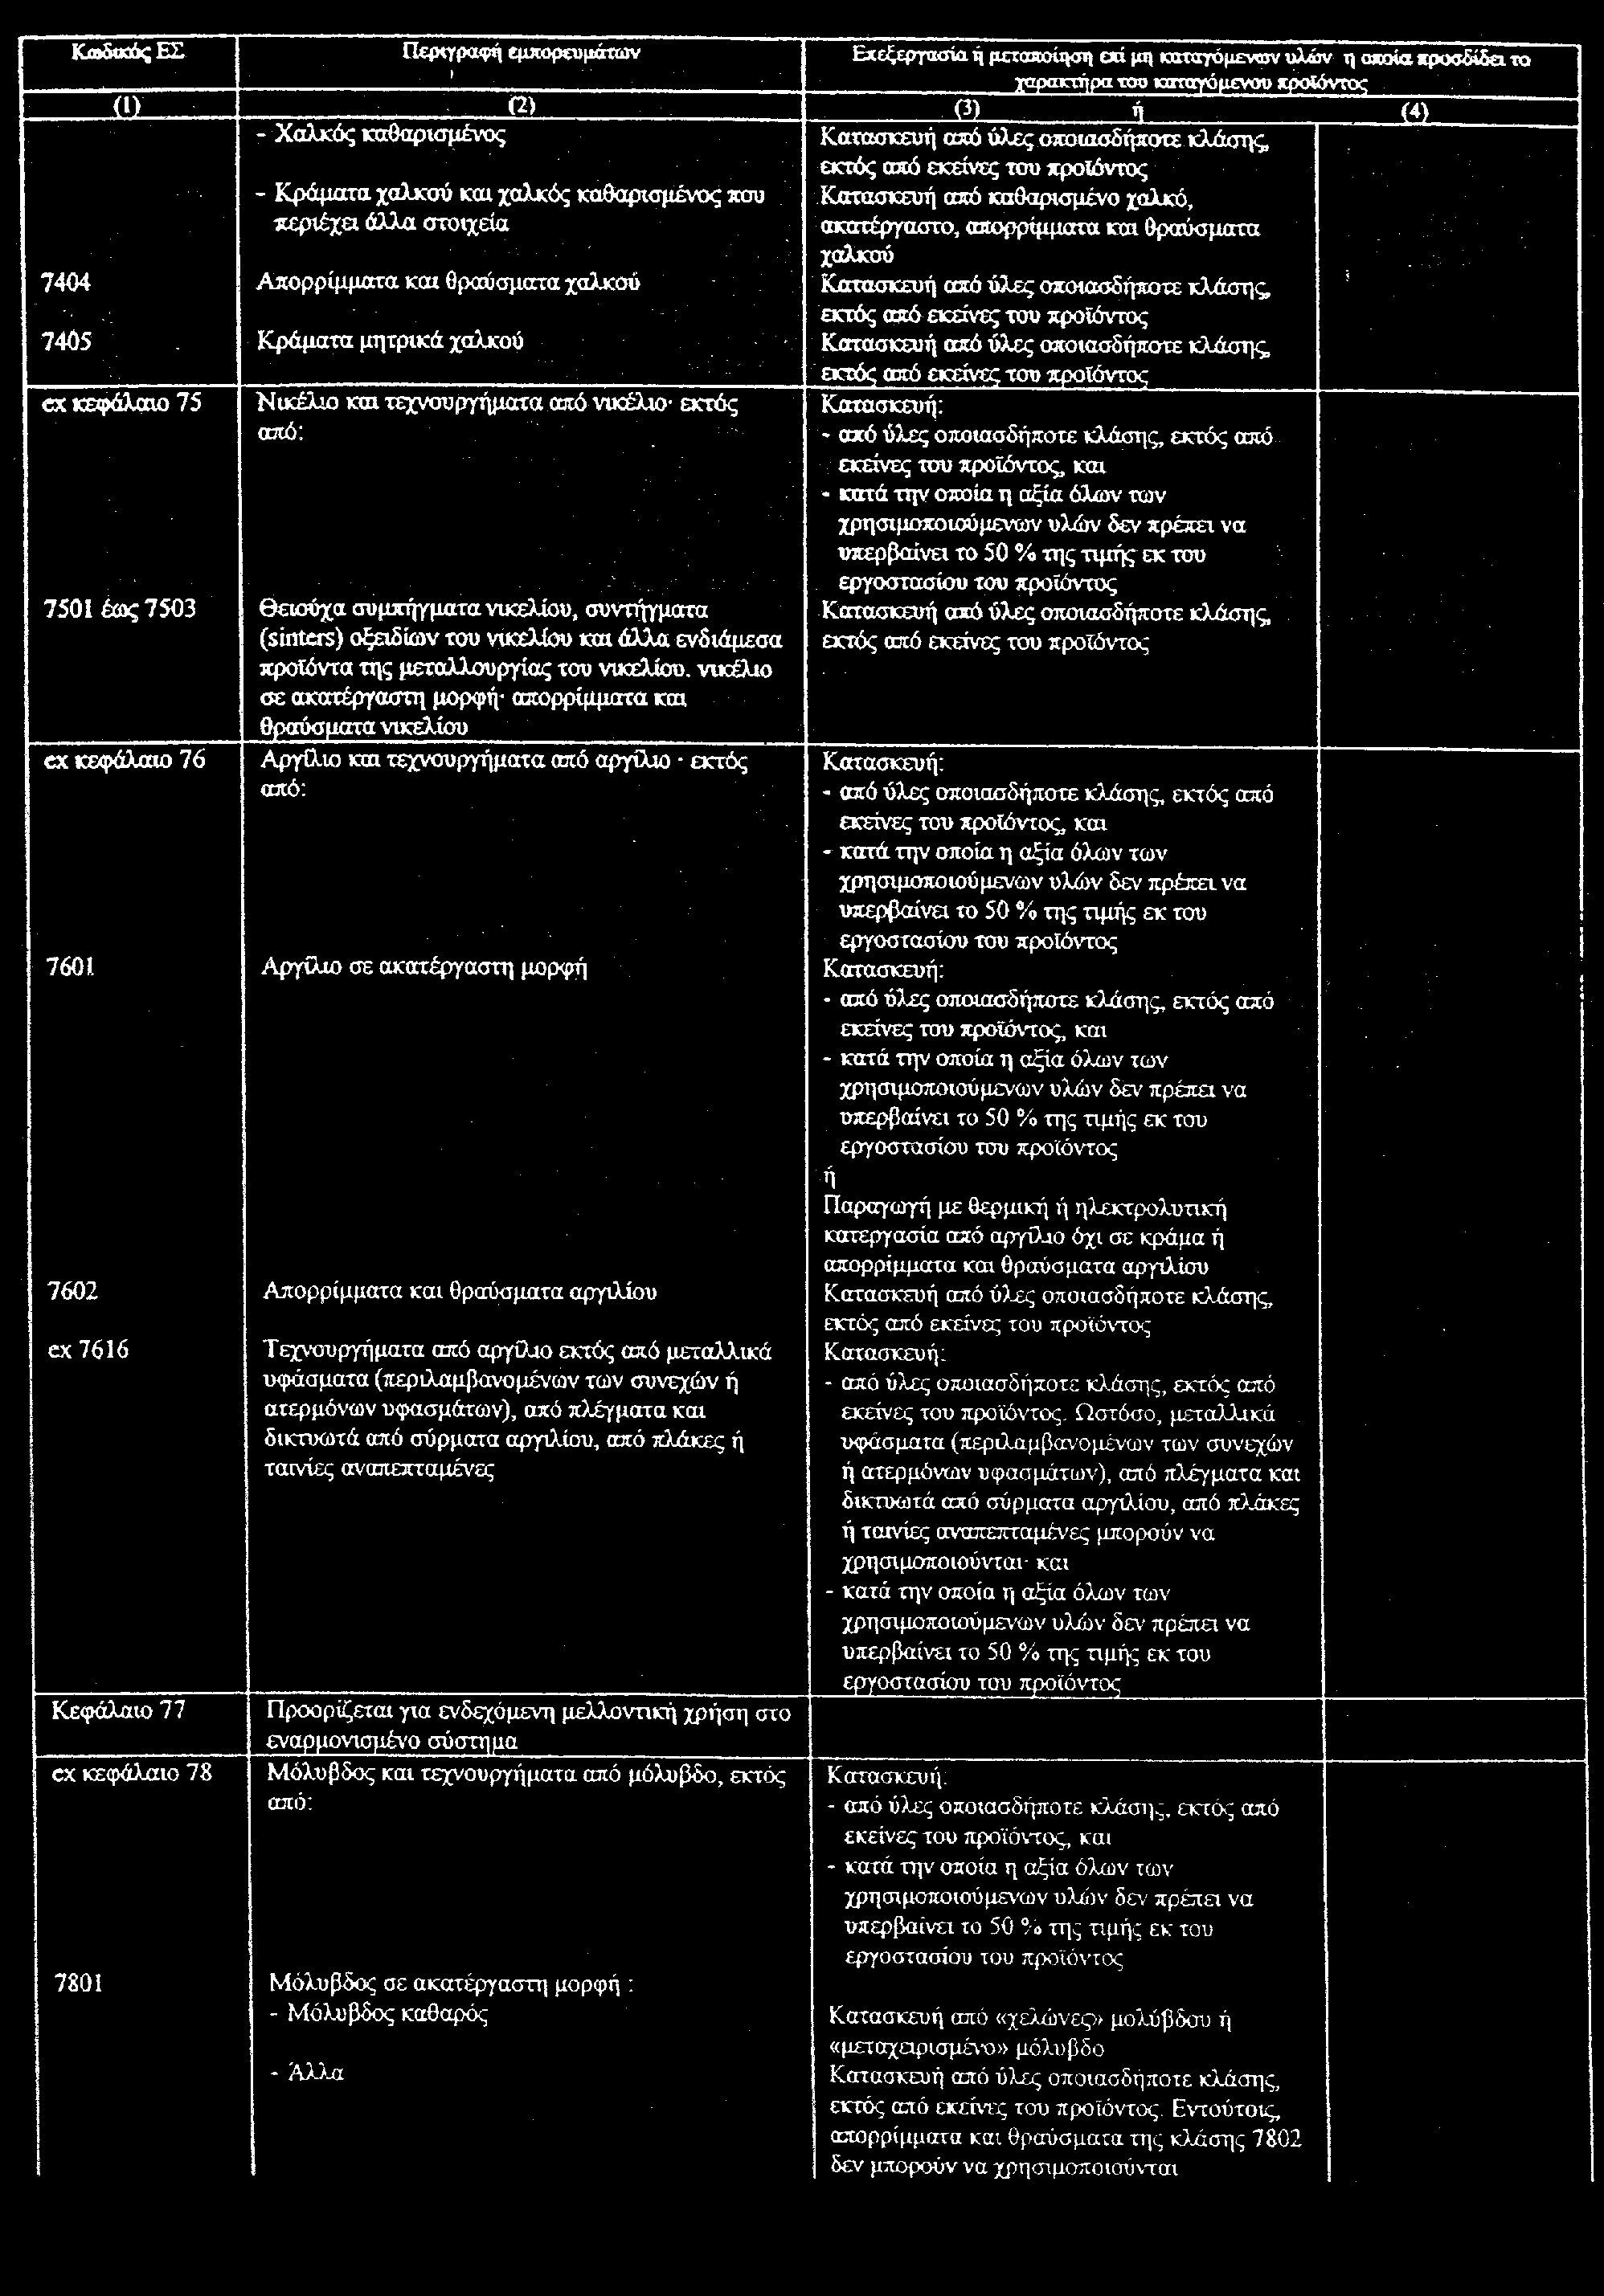 Κωδικός ΕΣ
Περιγραφή εμπορευμάτων
Επεξεργασία ή μεταποίηση επί μη καταγόμενων υλών η οποία προσδίδει το
χαρακτήρα του καταγόμενου προϊόντος
(1)
(2)
(3) ή (4)
- Χαλκός καθαρισμένος
Κατασκευή από ύλες οποιασδήποτε κλάσης,
εκτός από εκείνες του προϊόντος
- Κράματα χαλκού και χαλκός καθαρισμένος που
περιέχει άλλα στοιχεία
Κατασκευή από καθαρισμένο χαλκό,
ακατέργαστο, απορρίμματα και θραύσματα
χαλκού
7404
Απορρίμματα και θραύσματα χαλκού
Κατασκευή από ύλες οποιασδήποτε κλάσης,
εκτός από εκείνες του προϊόντος
7405
Κράματα μητρικά χαλκού
Κατασκευή από ύλες οποιασδήποτε κλάσης,
εκτός από εκείνες του προϊόντος
ex κεφάλαιο 75
Νικέλιο και τεχνουργήματα από νικέλιο· εκτός
από:
Κατασκευή:
- από ύλες οποιασδήποτε κλάσης, εκτός από
εκείνες του προϊόντος, και
- κατά την οποία η αξία όλων των
χρησιμοποιούμενων υλών δεν πρέπει να
υπερβαίνει το 50 % της τιμής εκ του
εργοστασίου του προϊόντος
7501 έως 7503
Θειούχα συμπήγματα νικελίου, συντήγματα
(sinters) οξειδίων του νικελίου και άλλα ενδιάμεσα
προϊόντα της μεταλλουργίας του νικελίου. νικέλιο
σε ακατέργαστη μορφή· απορρίμματα και
θραύσματα νικελίου
Κατασκευή από ύλες οποιασδήποτε κλάσης,
εκτός από εκείνες του προϊόντος
ex κεφάλαιο 76
Αργίλιο και τεχνουργήματα από αργίλιο · εκτός
από:
Κατασκευή:
- από ύλες οποιασδήποτε κλάσης, εκτός από
εκείνες του προϊόντος, και
- κατά την οποία η αξία όλων των
χρησιμοποιούμενων υλών δεν πρέπει να
υπερβαίνει το 50 % της τιμής εκ του
εργοστασίου του προϊόντος
7601
Αργίλιο σε ακατέργαστη μορφή
Κατασκευή:
- από ύλες οποιασδήποτε κλάσης, εκτός από
εκείνες του προϊόντος, και
- κατά την οποία η αξία όλων των
χρησιμοποιούμενων υλών δεν πρέπει να
υπερβαίνει το 50 % της τιμής εκ του
εργοστασίου του προϊόντος
ή
Παραγωγή με θερμική ή ηλεκτρολυτική
κατεργασία από αργίλιο όχι σε κράμα ή
απορρίμματα και θραύσματα αργιλίου
7602
Απορρίμματα και θραύσματα αργιλίου
Κατασκευή από ύλες οποιασδήποτε κλάσης,
εκτός από εκείνες του προϊόντος
ex 7616
Τεχνουργήματα από αργίλιο εκτός από μεταλλικά
υφάσματα (περιλαμβανομένων των συνεχών ή
ατερμόνων υφασμάτων), από πλέγματα και
δικτυωτά από σύρματα αργιλίου, από πλάκες ή
ταινίες αναπεπταμένες
Κατασκευή:
- από ύλες οποιασδήποτε κλάσης, εκτός από
εκείνες του προϊόντος. Ωστόσο, μεταλλικά
υφάσματα (περιλαμβανομένων των συνεχών
ή ατερμόνων υφασμάτων), από πλέγματα και
δικτυωτά από σύρματα αργιλίου, από πλάκες
ή ταινίες αναπεπταμένες μπορούν να
χρησιμοποιούνται· και
- κατά την οποία η αξία όλων των
χρησιμοποιούμενων υλών δεν πρέπει να
υπερβαίνει το 50 % της τιμής εκ του
εργοστασίου του προϊόντος
Κεφάλαιο 77
Προορίζεται για ενδεχόμενη μελλοντική χρήση στο
εναρμονισμένο σύστημα
ex κεφάλαιο 78
Μόλυβδος και τεχνουργήματα από μόλυβδο, εκτός
από:
Κατασκευή:
- από ύλες οποιασδήποτε κλάσης, εκτός από
εκείνες του προϊόντος, και
- κατά την οποία η αξία όλων των
χρησιμοποιούμενων υλών δεν πρέπει να
υπερβαίνει το 50 % της τιμής εκ του
εργοστασίου του προϊόντος
7801
Μόλυβδος σε ακατέργαστη μορφή :
- Μόλυβδος καθαρός
Κατασκευή από «χελώνες» μολύβδου ή
«μεταχειρισμένο» μόλυβδο
- Άλλα
Κατασκευή από ύλες οποιασδήποτε κλάσης,
εκτός από εκείνες του προϊόντος. Εντούτοις,
απορρίμματα και θραύσματα της κλάσης 7802
δεν μπορούν να χρησιμοποιούνται